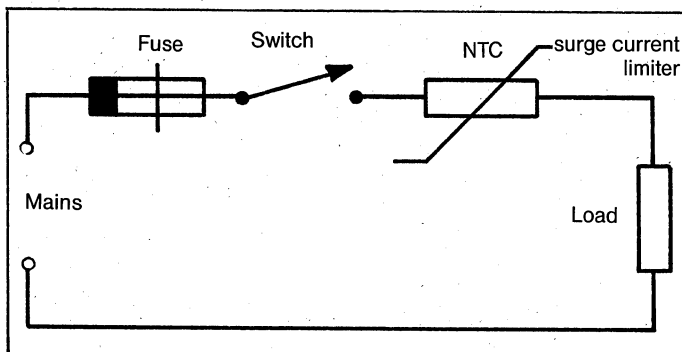 Fuse
Switch
NTC
surge current
limiter
Mains
Load